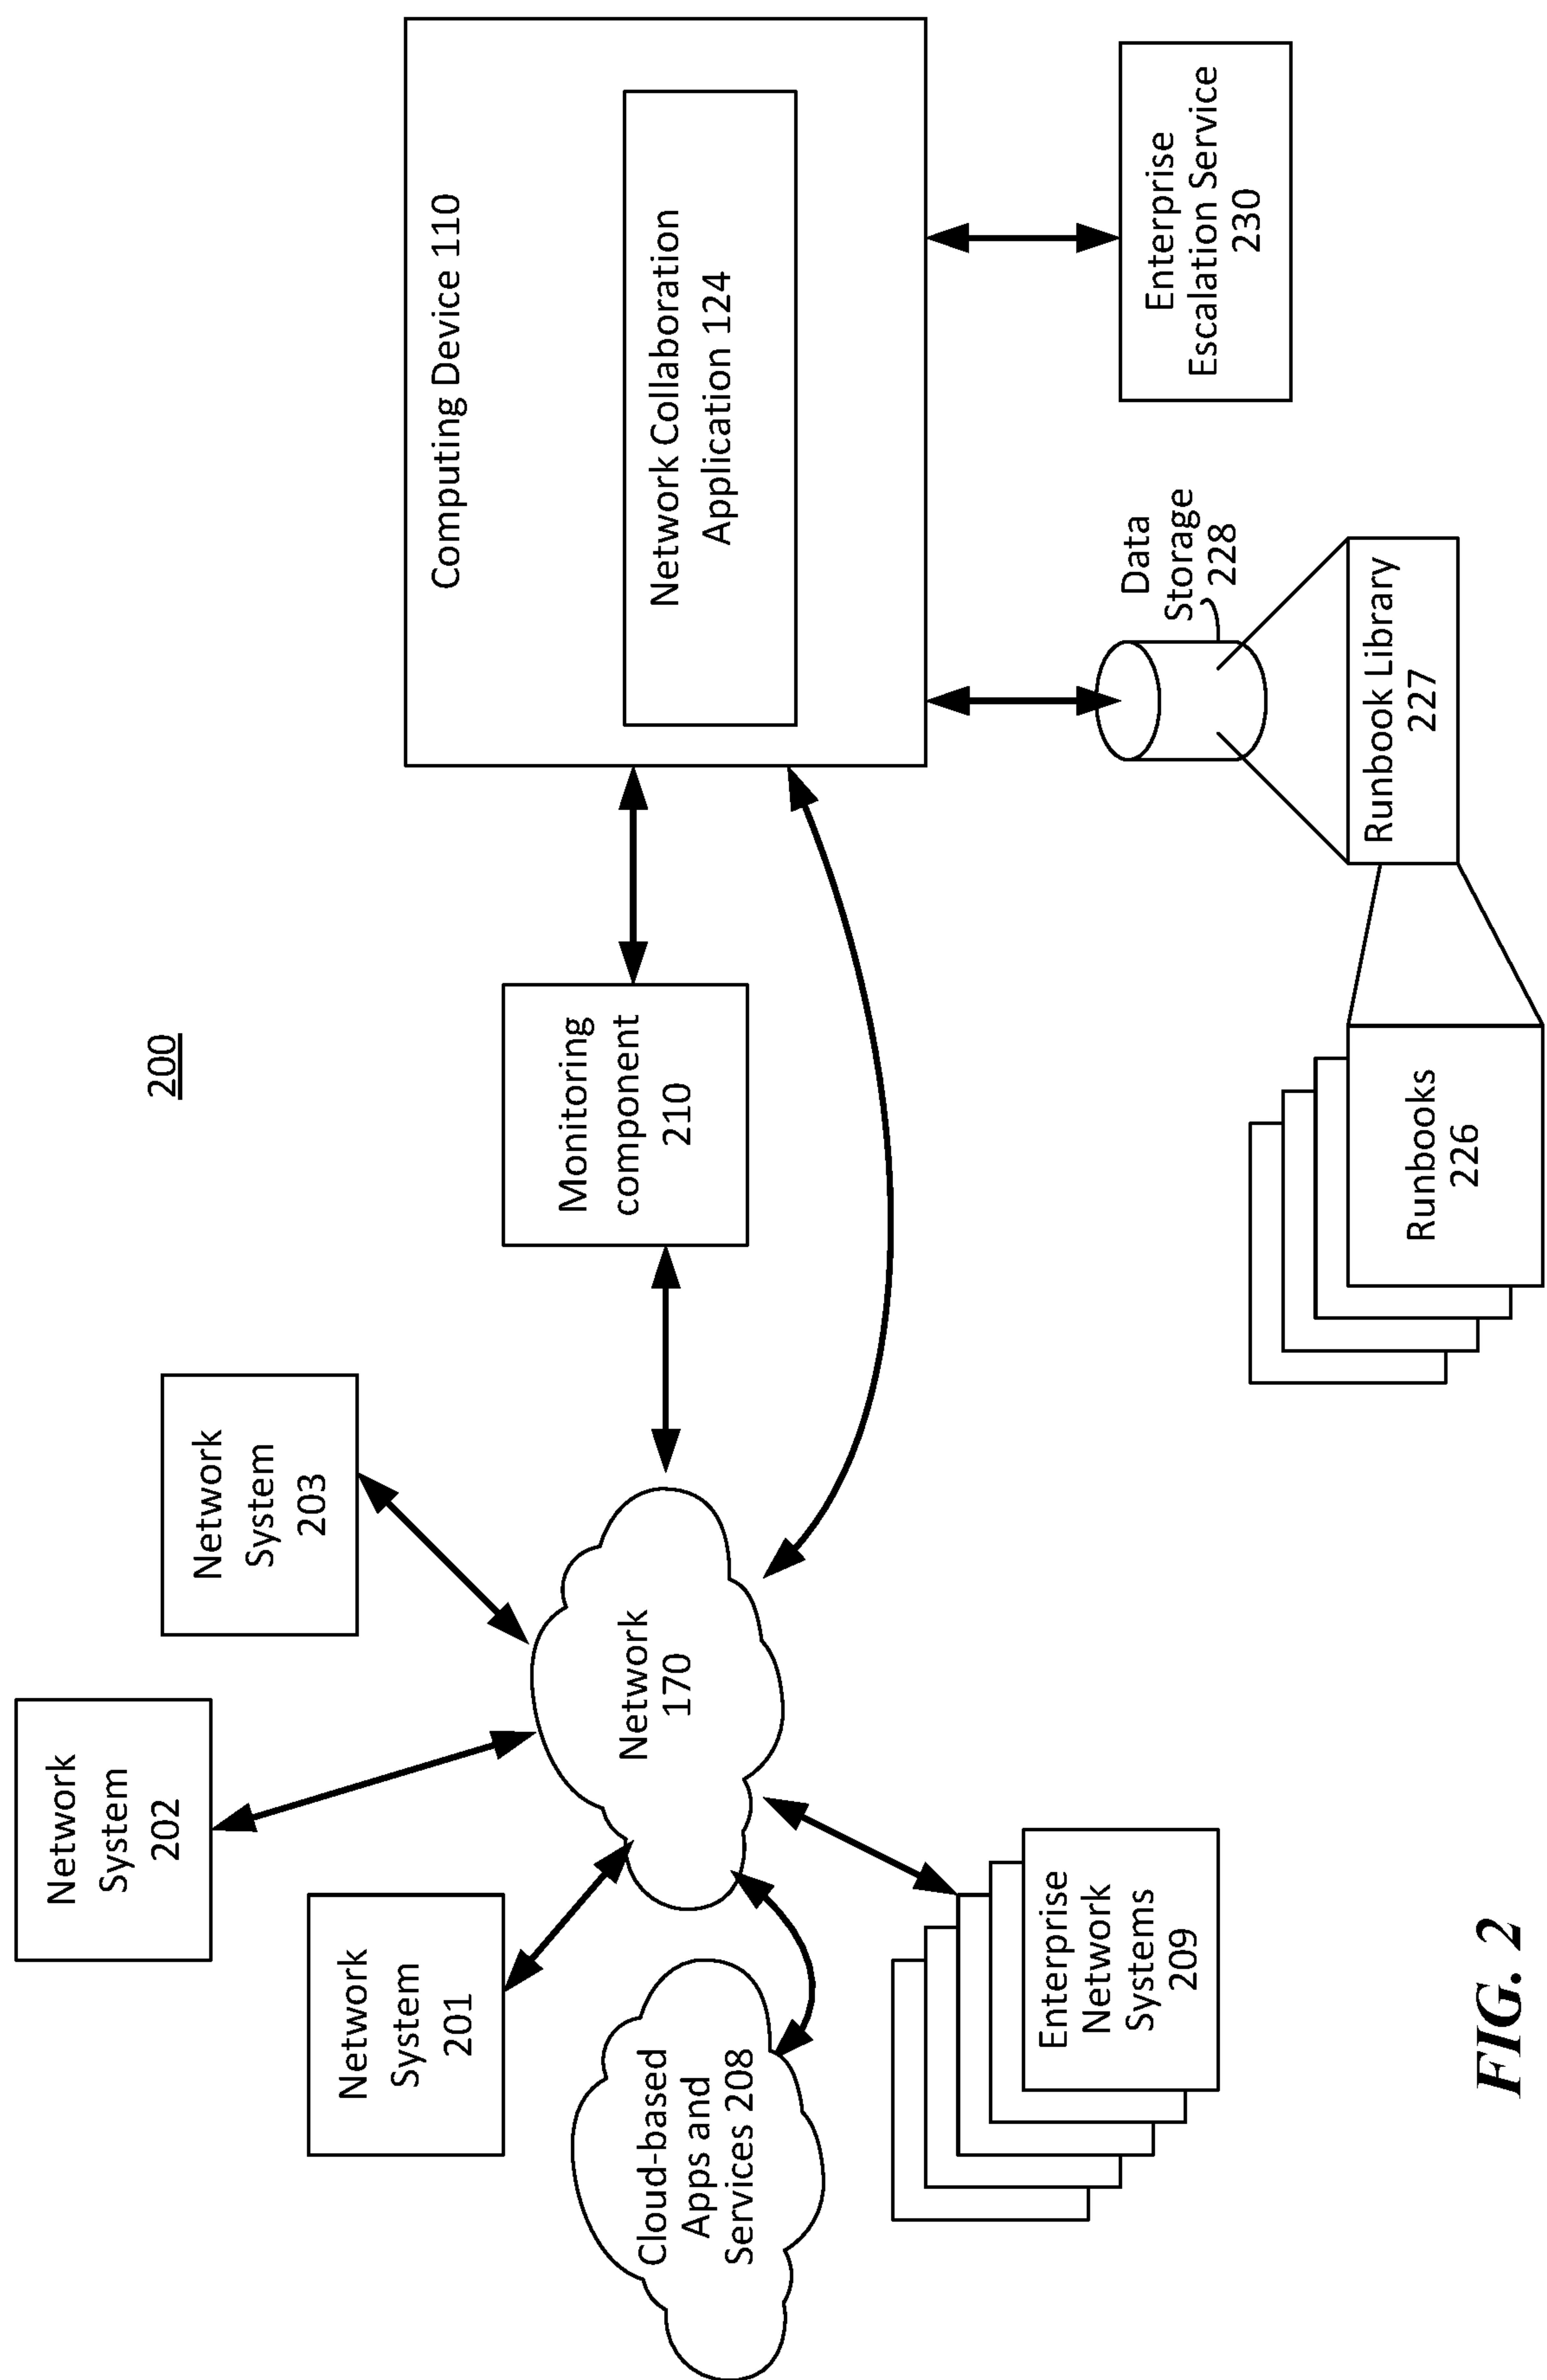 200
Network
System
202
Network
System
203
Network
System
201
Network
170
Cloud-based
Apps and
Services 208
Enterprise
Network
Systems
209
Monitoring
component
210
Computing Device 110
Network Collaboration
Application 124
Data
Storage
228
Enterprise
Escalation Service
230
Runbook Library
227
Runbooks
226
FIG. 2